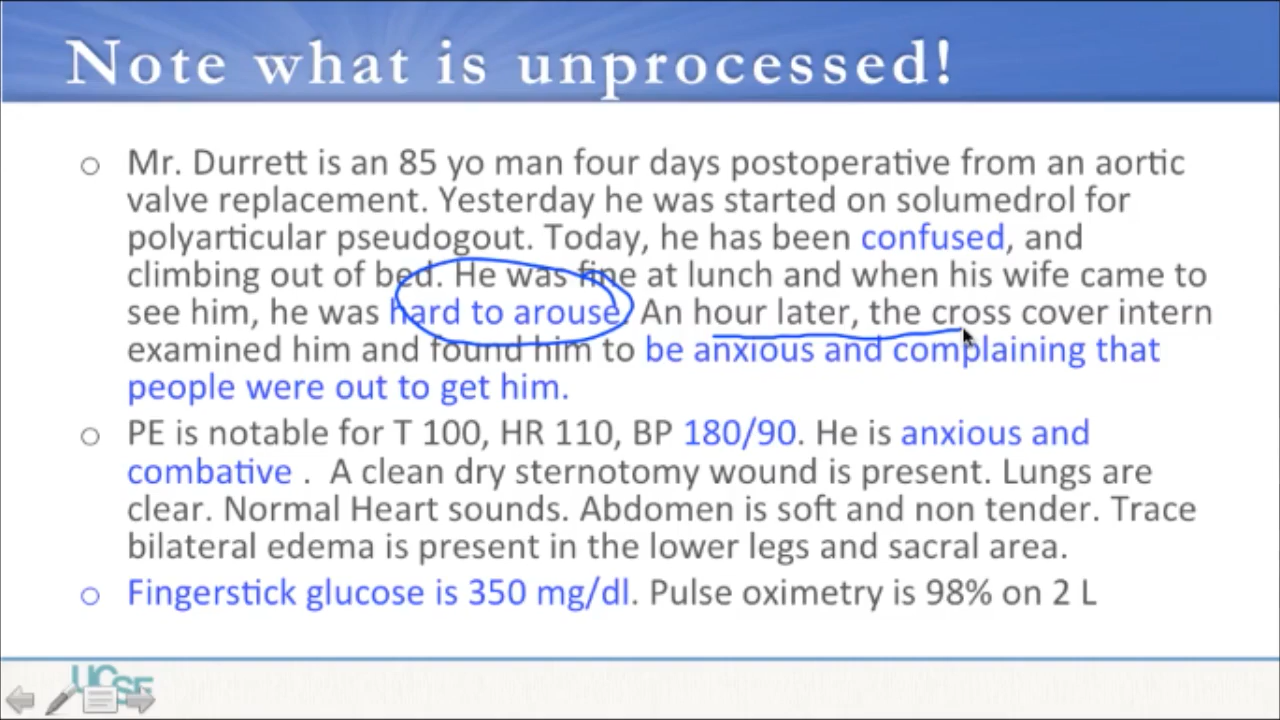 Note what is unprocessed!
Mr. Durrett is an 85 yo man four days postoperative from an aortic
valve replacement. Yesterday he was started on solumedrol for
polyarticular pseudogout. Today, he has been confused, and
climbing out of bed. He was fine at lunch and when his wife came to
see him, he was hard to arouse. An hour later, the cross cover intern
examined him and found him to be anxious and complaining that
people were out to get him.
PE is notable for T 100, HR 110, BP 180/90. He is anxious and
combative . A clean dry sternotomy wound is present. Lungs are
clear. Normal Heart sounds. Abdomen is soft and non tender. Trace
bilateral edema is present in the lower legs and sacral area.
Fingerstick glucose is 350 mg/dl. Pulse oximetry is 98% on 2 L
UCSF